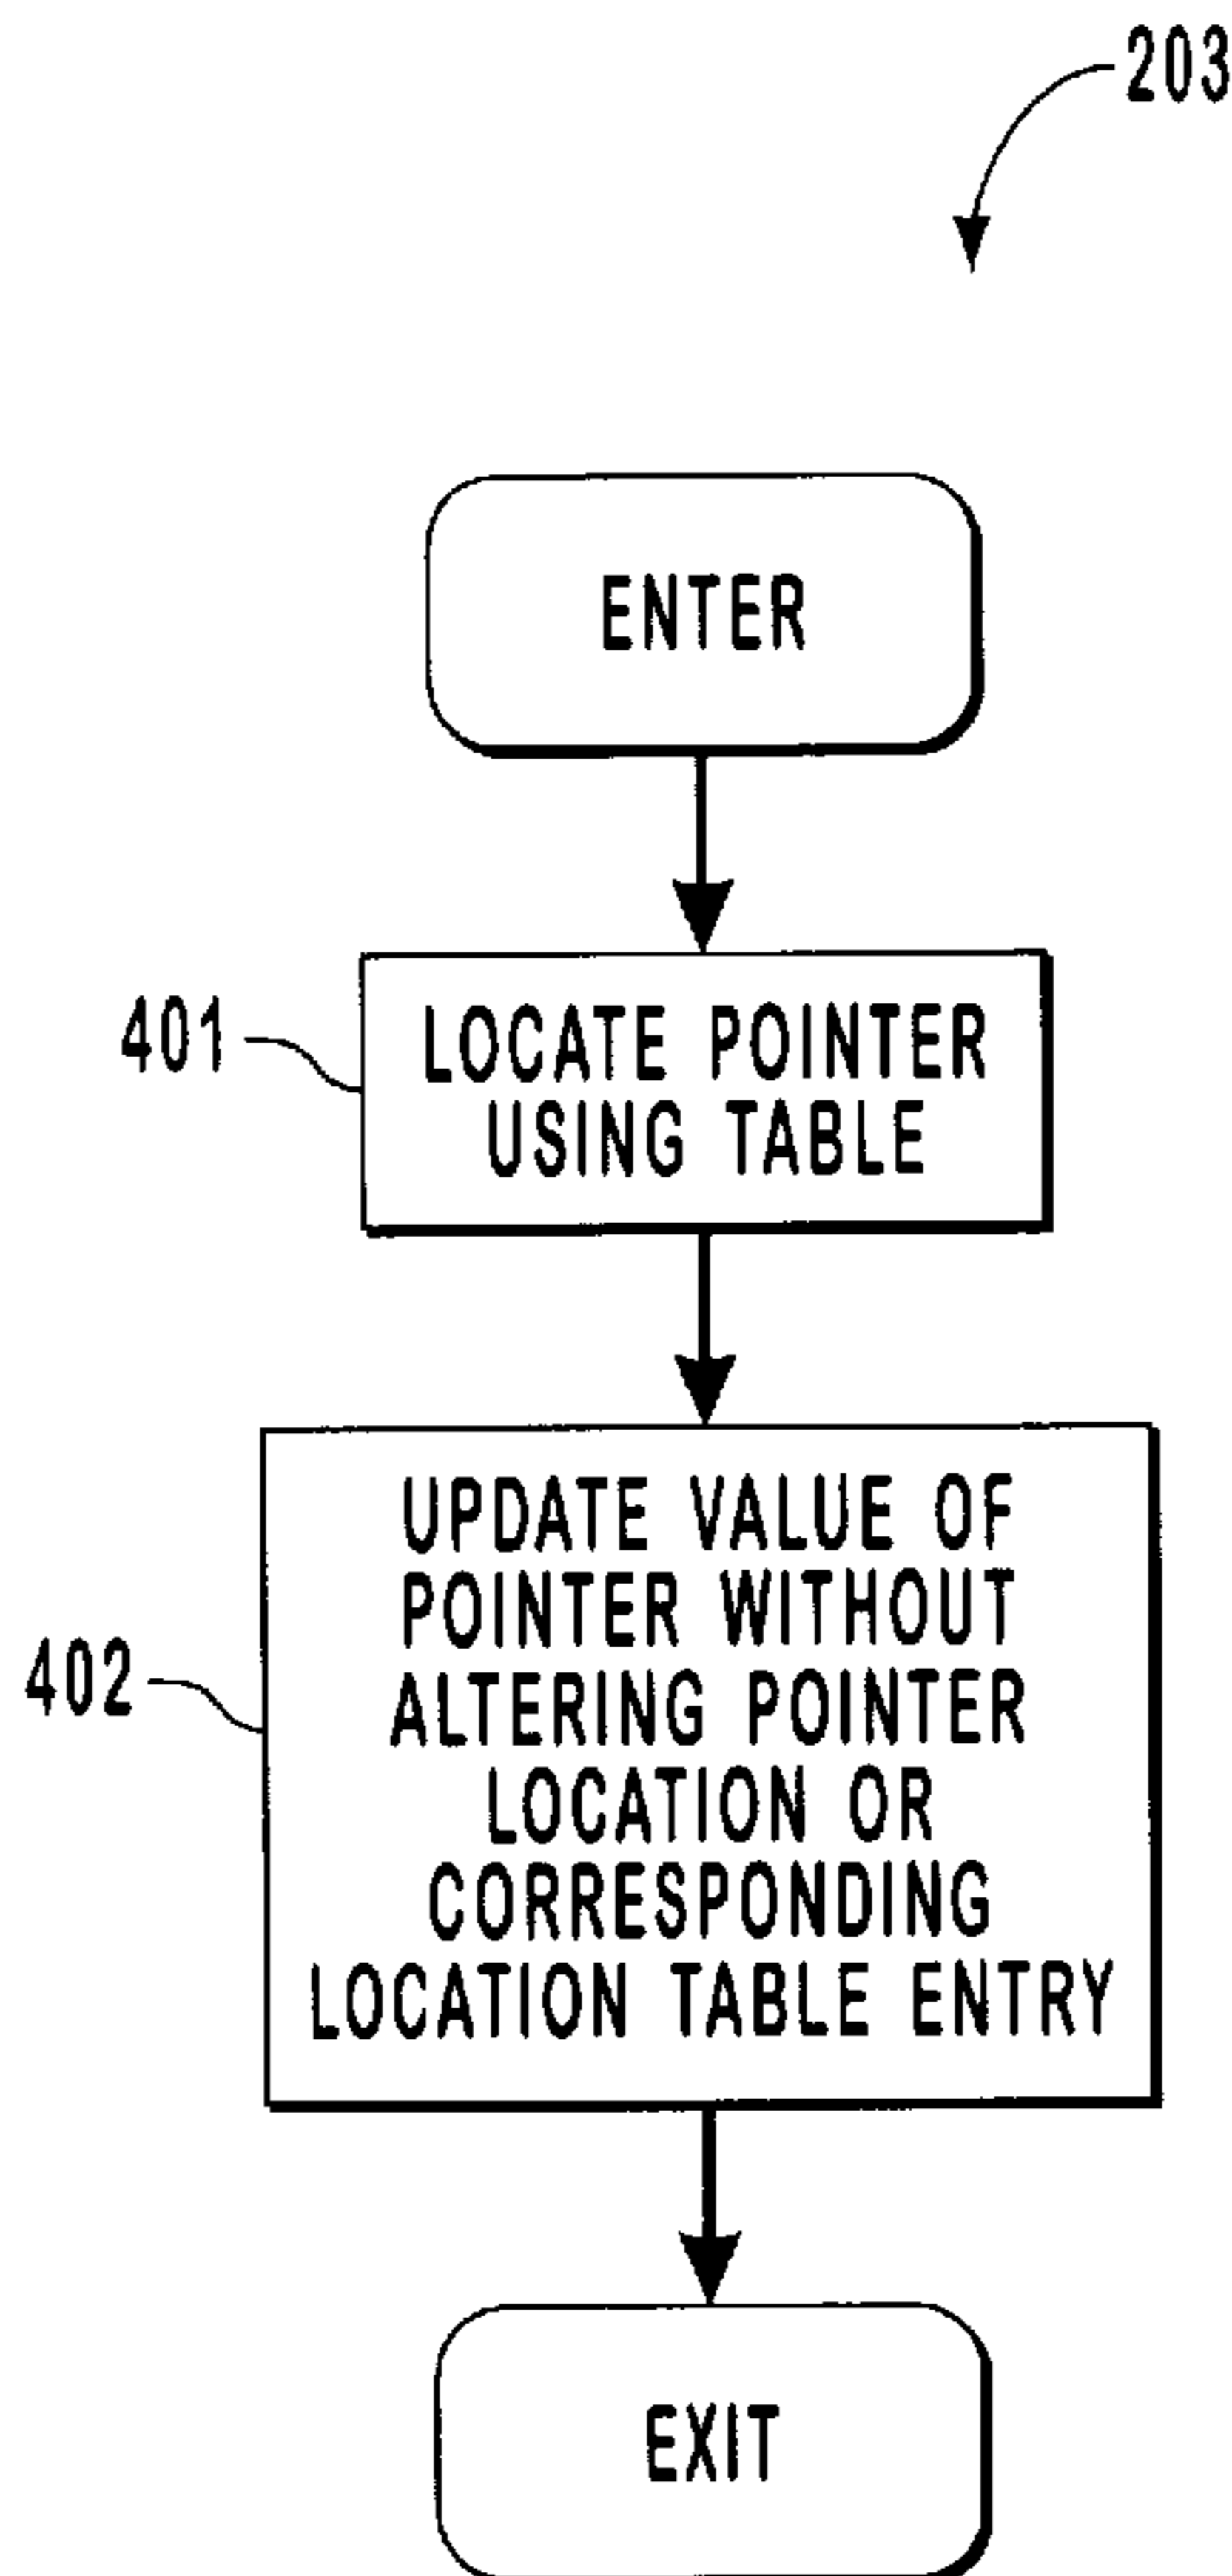 203
ENTER
401
LOCATE POINTER
USING TABLE
402
UPDATE VALUE OF
POINTER WITHOUT
ALTERING POINTER
LOCATION OR
CORRESPONDING
LOCATION TABLE ENTRY
EXIT